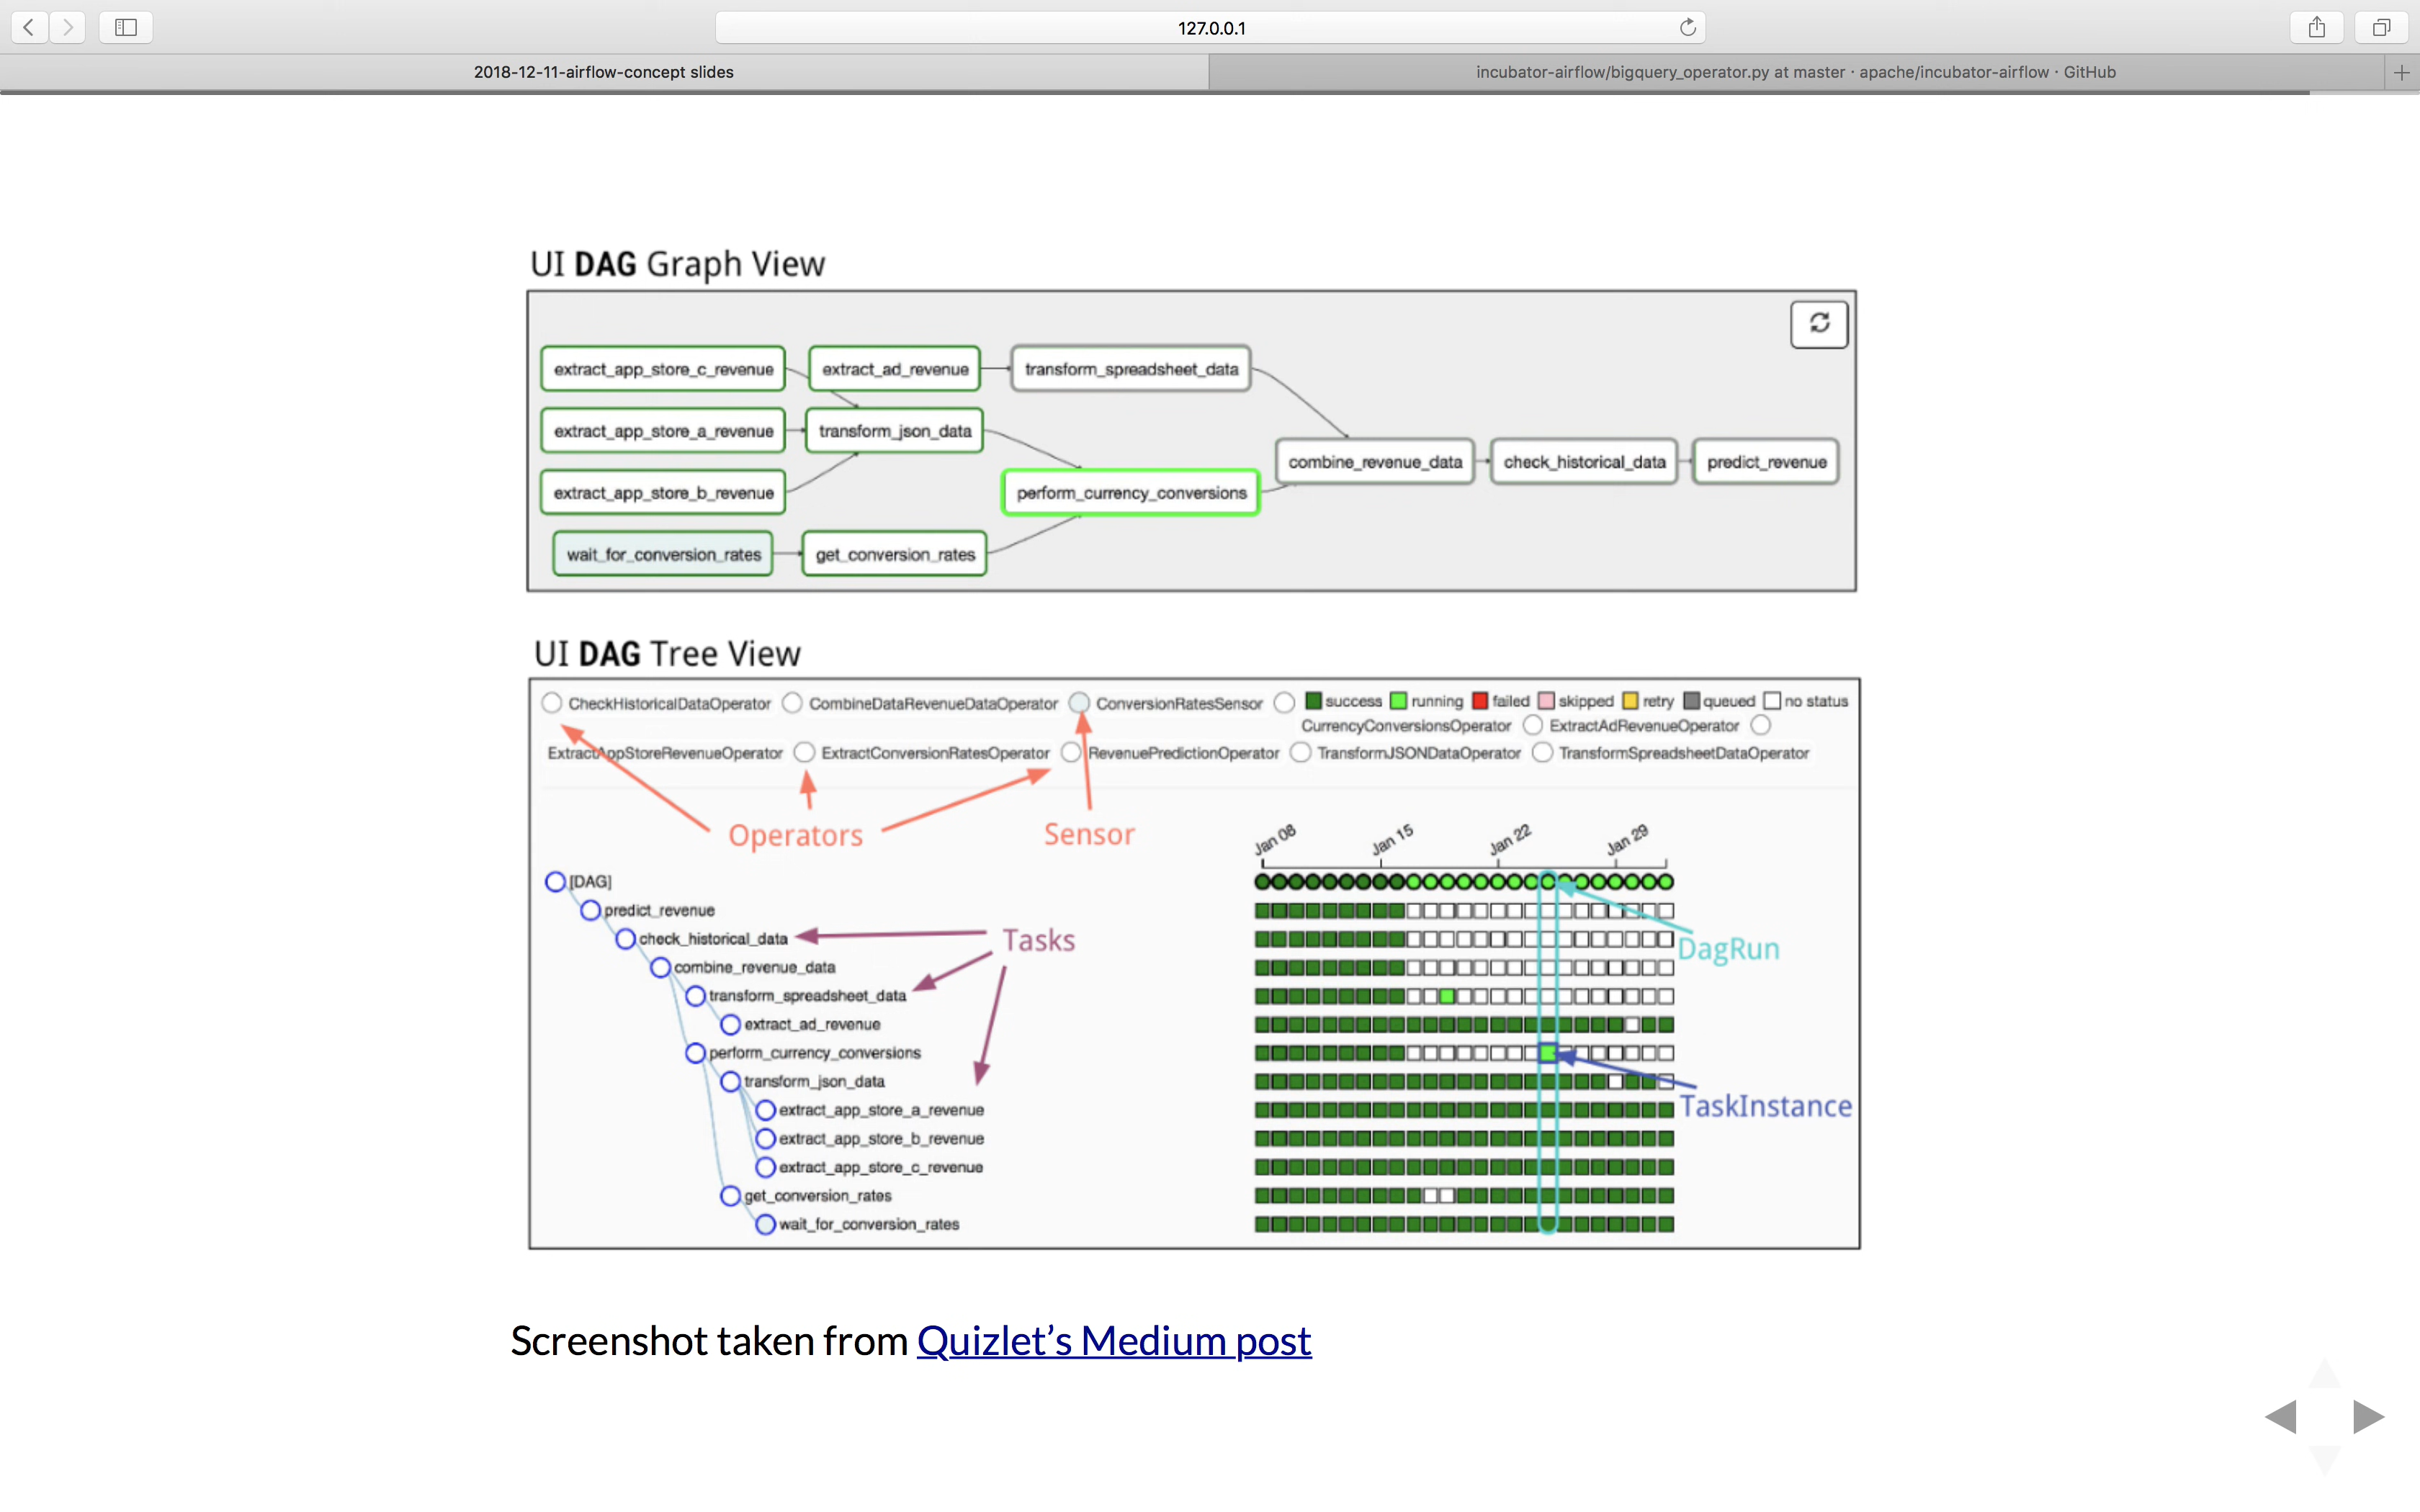 127.0.0.1
2018-12-11-airflow-concept slides
incubator-airflow/bigquery_operator.py at master · apache/incubator-airflow · GitHub
UI DAG Graph View
extract_app_store_c_revenue extract_ad_revenue transform_spreadsheet_data
extract_app_store_a_revenue transform_json_data
combine_revenue_data check_historical_data predict_revenue
extract_app_store_b_revenue perform_currency_conversions
wait_for_conversion_rates get_conversion_rates
UI DAG Tree View
CheckHistoricalDataOperator CombineDataRevenueDataOperator ConversionRatesSensor success running failed skipped retry queued no status
CurrencyConversionsOperator ExtractAdRevenueOperator
ExtractAppStoreRevenueOperator ExtractConversionRatesOperator RevenuePredictionOperator TransformJSONDataOperator TransformSpreadsheetDataOperator
Operators Sensor
Jan 08 Jan 15 Jan 22 Jan 29
[DAG]
predict_revenue
check_historical_data
Tasks
DagRun
combine_revenue_data
transform_spreadsheet_data
extract_ad_revenue
perform_currency_conversions
transform_json_data
TaskInstance
extract_app_store_a_revenue
extract_app_store_b_revenue
extract_app_store_c_revenue
get_conversion_rates
wait_for_conversion_rates
Screenshot taken from Quizlet’s Medium post